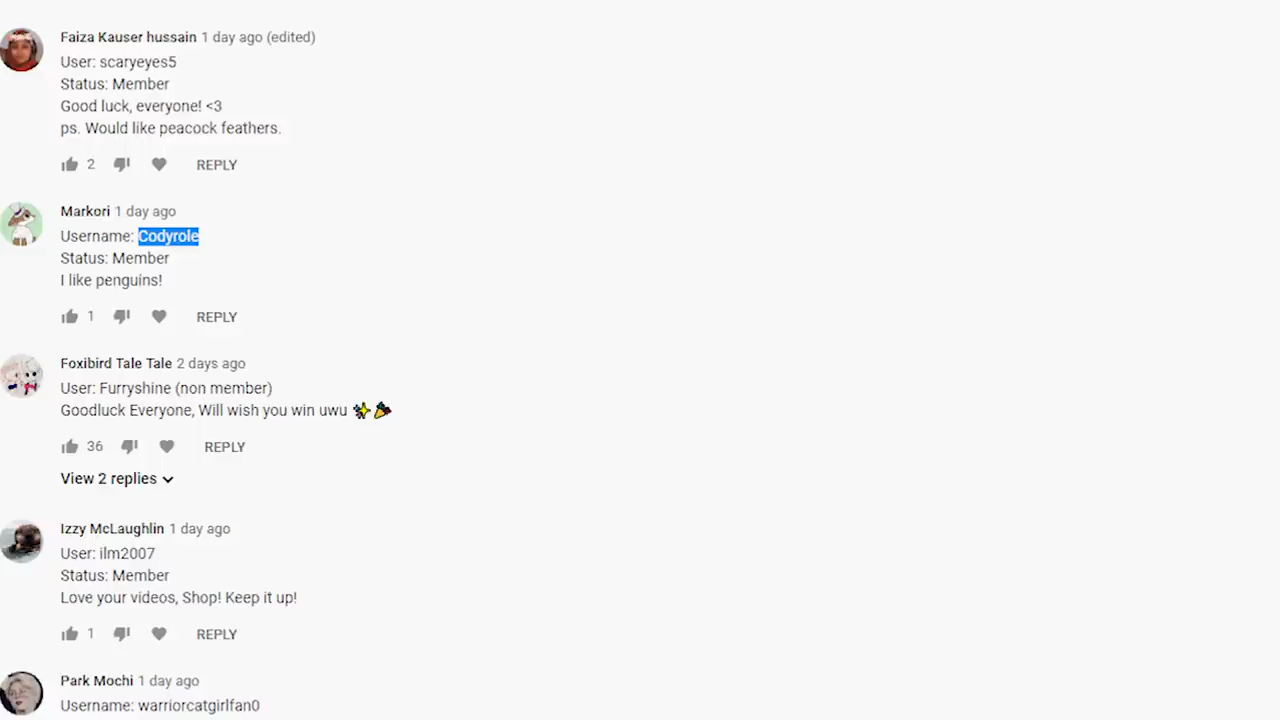 Faiza Kauser hussain 1 day ago (edited)
User: scaryeyes5
Status: Member
Good luck, everyone! <3
ps. Would like peacock feathers.
2 REPLY
Markori 1 day ago
Username: Codyrole
Status: Member
I like penguins!
1 REPLY
Foxibird Tale Tale 2 days ago
User: Furryshine (non member)
Goodluck Everyone, Will wish you win uwu ✨🎉
36 REPLY
View 2 replies
Izzy McLaughlin 1 day ago
User: ilm2007
Status: Member
Love your videos, Shop! Keep it up!
1 REPLY
Park Mochi 1 day ago
Username: warriorcatgirlfan0